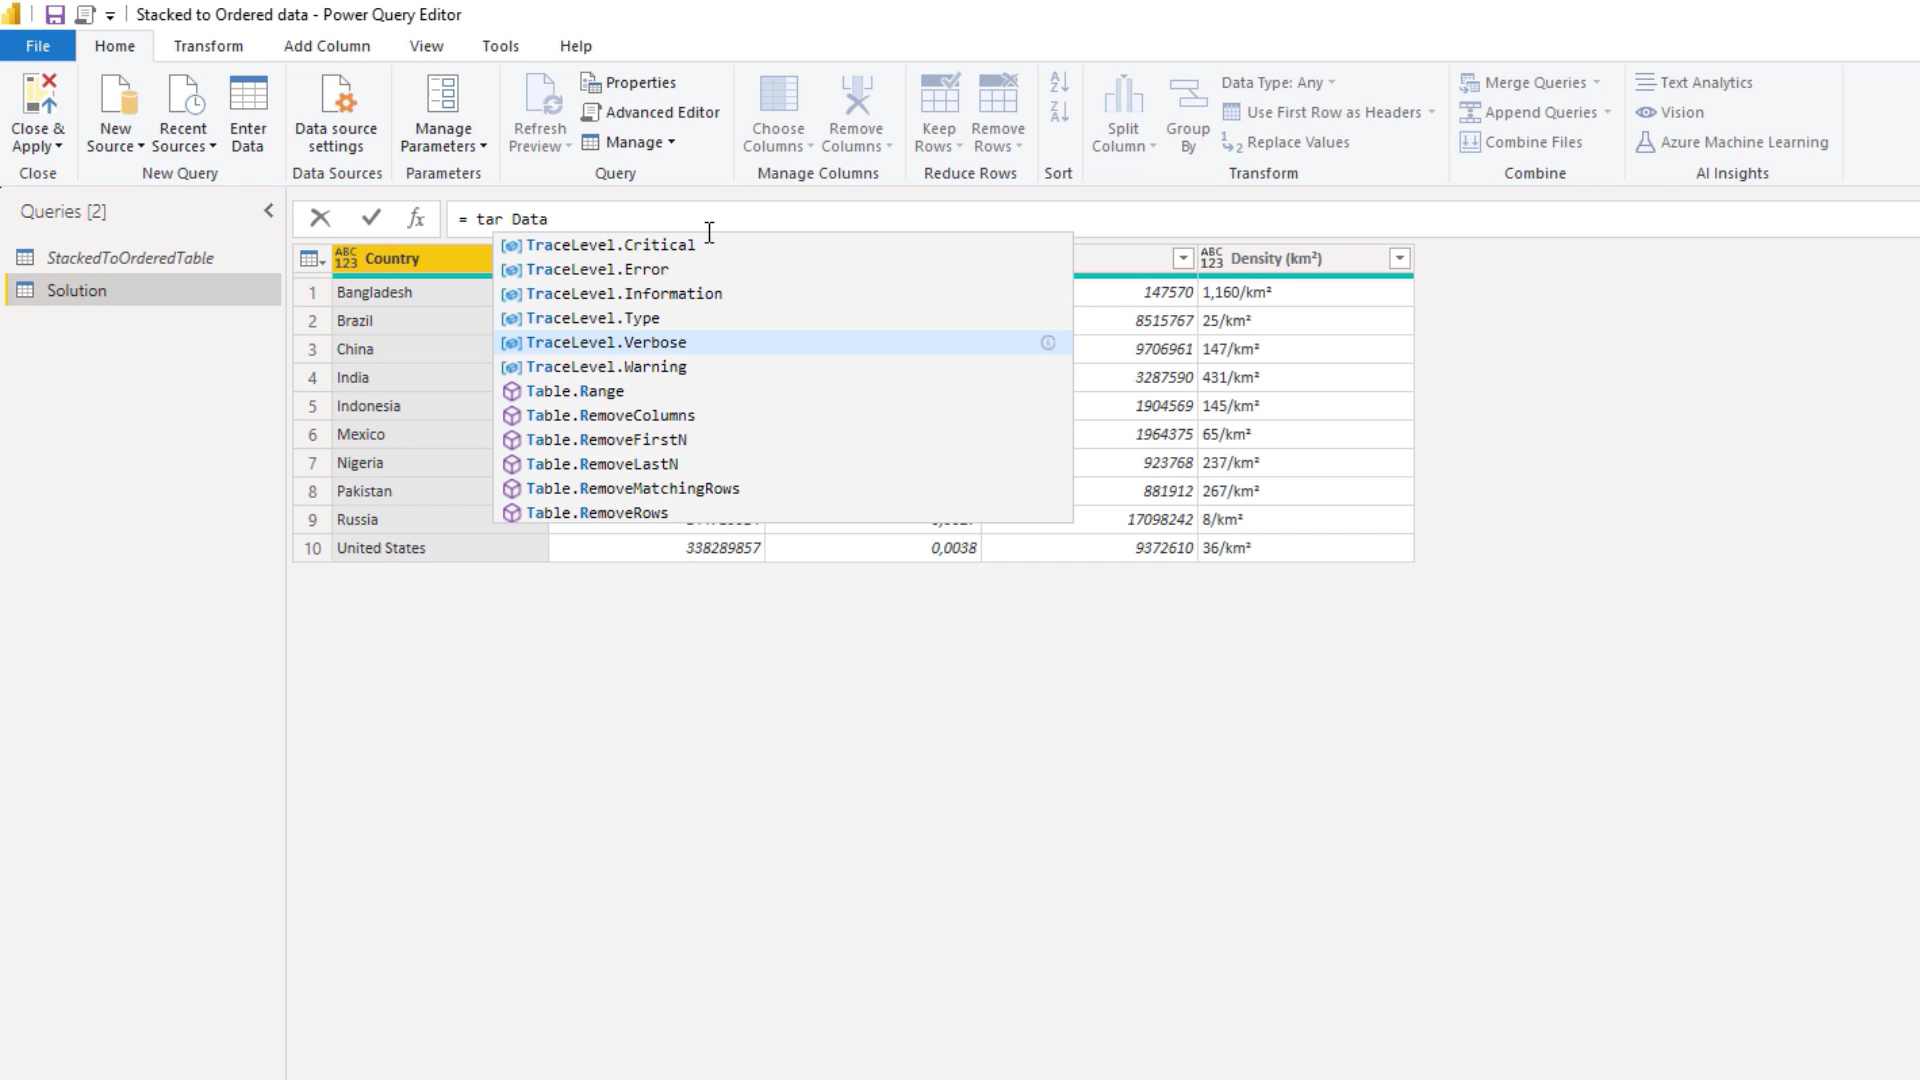 Stacked to Ordered data - Power Query Editor
File Home Transform Add Column View Tools Help
Close & Apply
Close
New Source
Recent Sources
Enter Data
New Query
Data source settings
Data Sources
Manage Parameters
Parameters
Refresh Preview
Properties
Advanced Editor
Manage
Query
Choose Columns
Remove Columns
Manage Columns
Keep Rows
Remove Rows
Reduce Rows
Sort
Split Column
Group By
Data Type: Any
Use First Row as Headers
Replace Values
Transform
Merge Queries
Append Queries
Combine Files
Combine
Text Analytics
Vision
Azure Machine Learning
AI Insights
Queries [2]
StackedToOrderedTable
Solution
= tar Data
TraceLevel.Critical
TraceLevel.Error
TraceLevel.Information
TraceLevel.Type
TraceLevel.Verbose
TraceLevel.Warning
Table.Range
Table.RemoveColumns
Table.RemoveFirstN
Table.RemoveLastN
Table.RemoveMatchingRows
Table.RemoveRows
ABC 123 Country ABC 123 Density (km²)
1 Bangladesh 147570 1,160/km²
2 Brazil 8515767 25/km²
3 China 9706961 147/km²
4 India 3287590 431/km²
5 Indonesia 1904569 145/km²
6 Mexico 1964375 65/km²
7 Nigeria 923768 237/km²
8 Pakistan 881912 267/km²
9 Russia 17098242 8/km²
10 United States 338289857 0,0038 9372610 36/km²